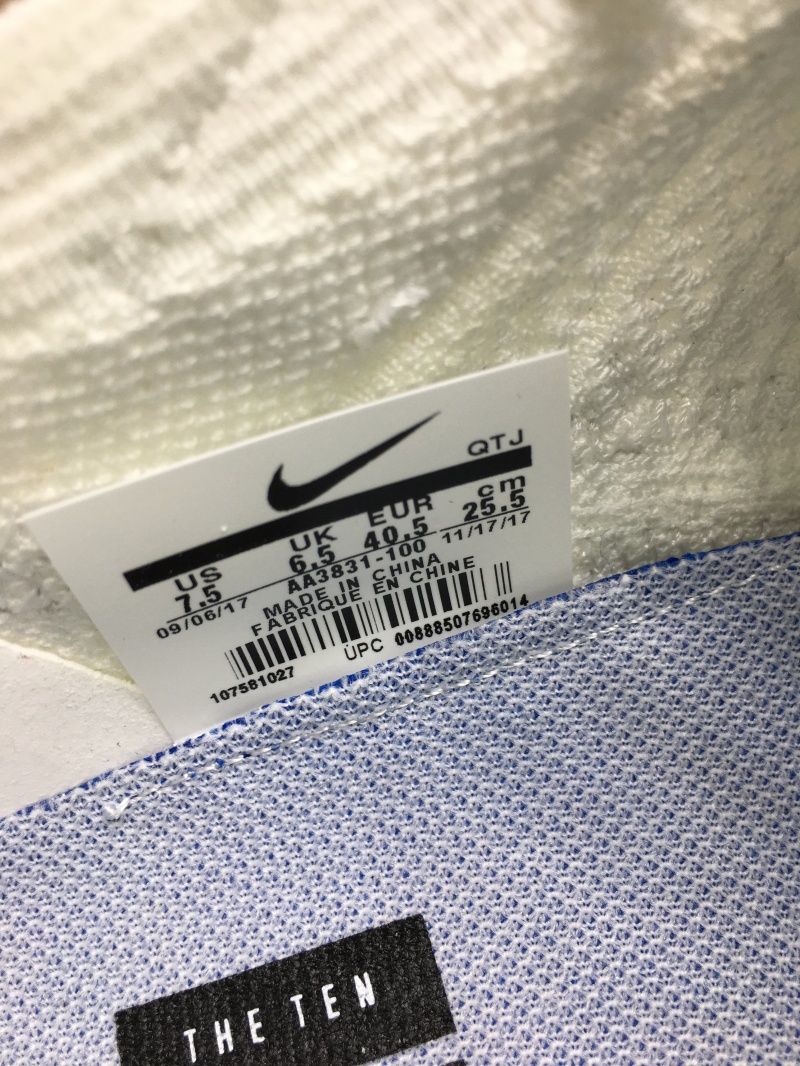 QTJ
US UK EUR cm
7.5 6.5 40.5 25.5
09/06/17 AA3831-100 11/17/17
MADE IN CHINA
FABRIQUE EN CHINE
107581027 UPC 00888507696014
THE TEN